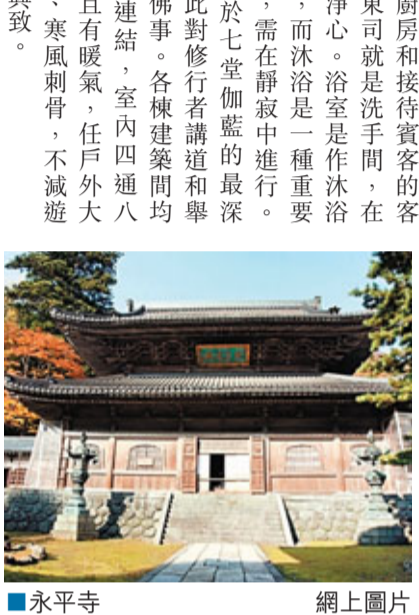 廚房和接待賓客的客
東司就是洗手間，在
淨心。浴室是作沐浴
，而沐浴是一種重要
，需在靜寂中進行。
於七堂伽藍的最深
此對修行者講道和舉
佛事。各棟建築間均
連結，室內四通八
且有暖氣，任戶外大
、寒風刺骨，不減遊
興致。
■永平寺
網上圖片